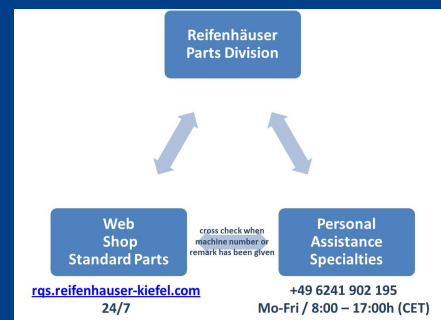 Reifenhäuser
Parts Division
Web
Shop
Standard Parts
cross check when
machine number or
remark has been given
Personal
Assistance
Specialties
rqs.reifenhauser-kiefel.com
24/7
+49 6241 902 195
Mo-Fri / 8:00 – 17:00h (CET)